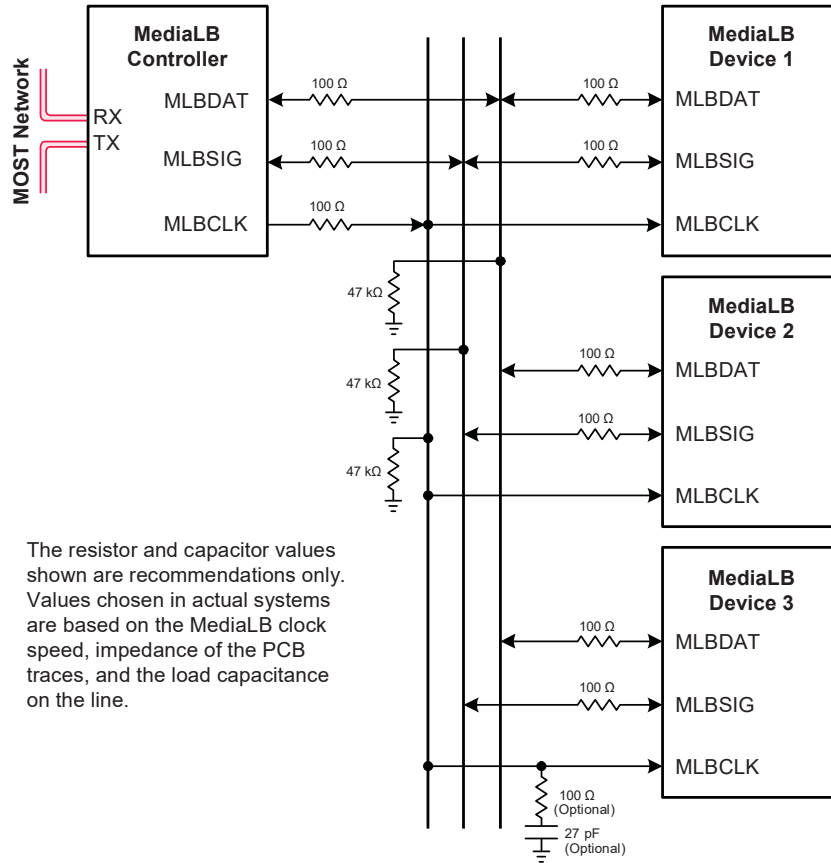 MediaLB
Controller
MOST Network
RX
TX
MLBDAT
MLBSIG
MLBCLK
100 Ω
100 Ω
100 Ω
100 Ω
100 Ω
MediaLB
Device 1
MLBDAT
MLBSIG
MLBCLK
47 kΩ
47 kΩ
47 kΩ
MediaLB
Device 2
100 Ω
MLBDAT
100 Ω
MLBSIG
MLBCLK
The resistor and capacitor values
shown are recommendations only.
Values chosen in actual systems
are based on the MediaLB clock
speed, impedance of the PCB
traces, and the load capacitance
on the line.
MediaLB
Device 3
100 Ω
MLBDAT
100 Ω
MLBSIG
MLBCLK
100 Ω
(Optional)
27 pF
(Optional)